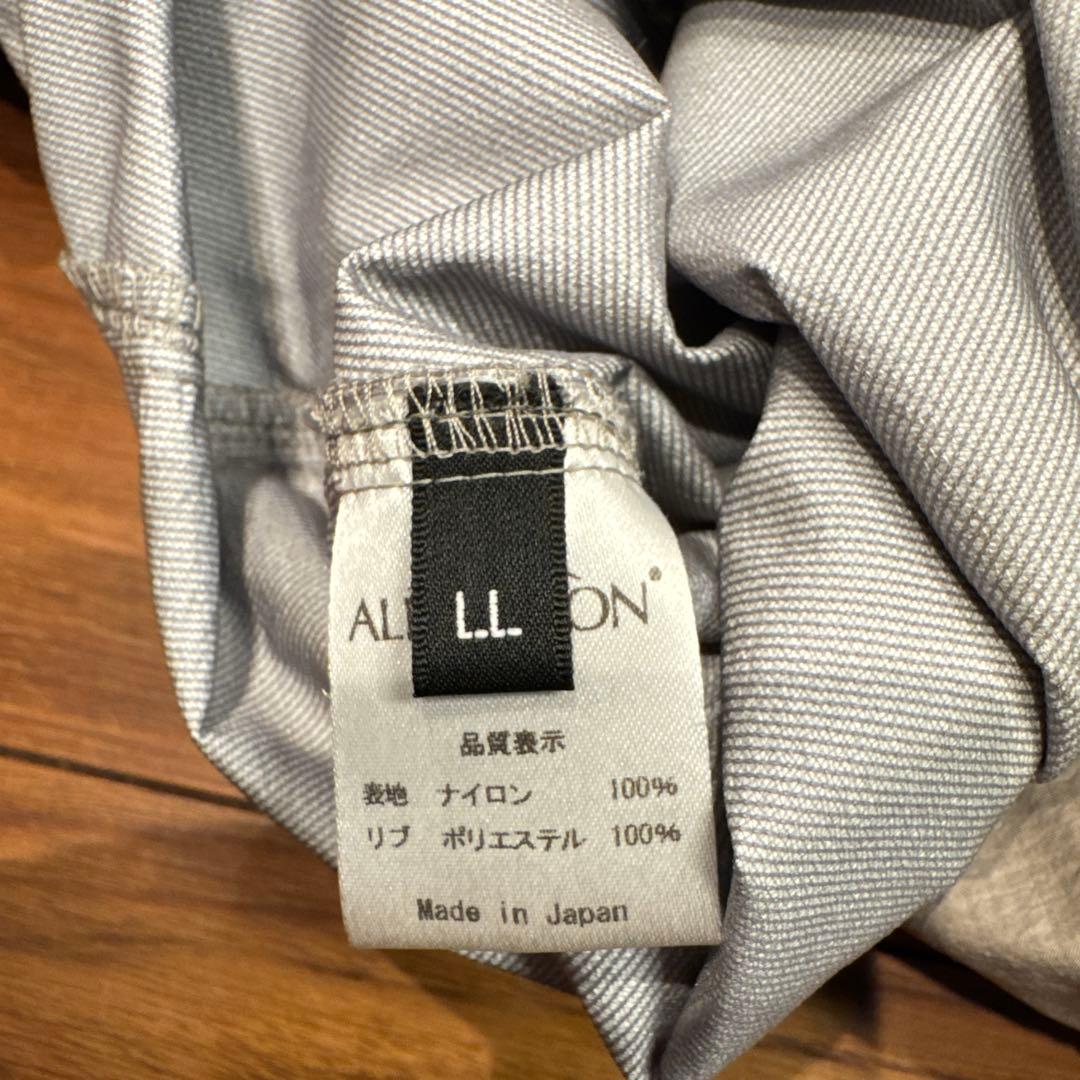 LL
品質表示
表地 ナイロン 100%
リブ ポリエステル 100%
Made in Japan